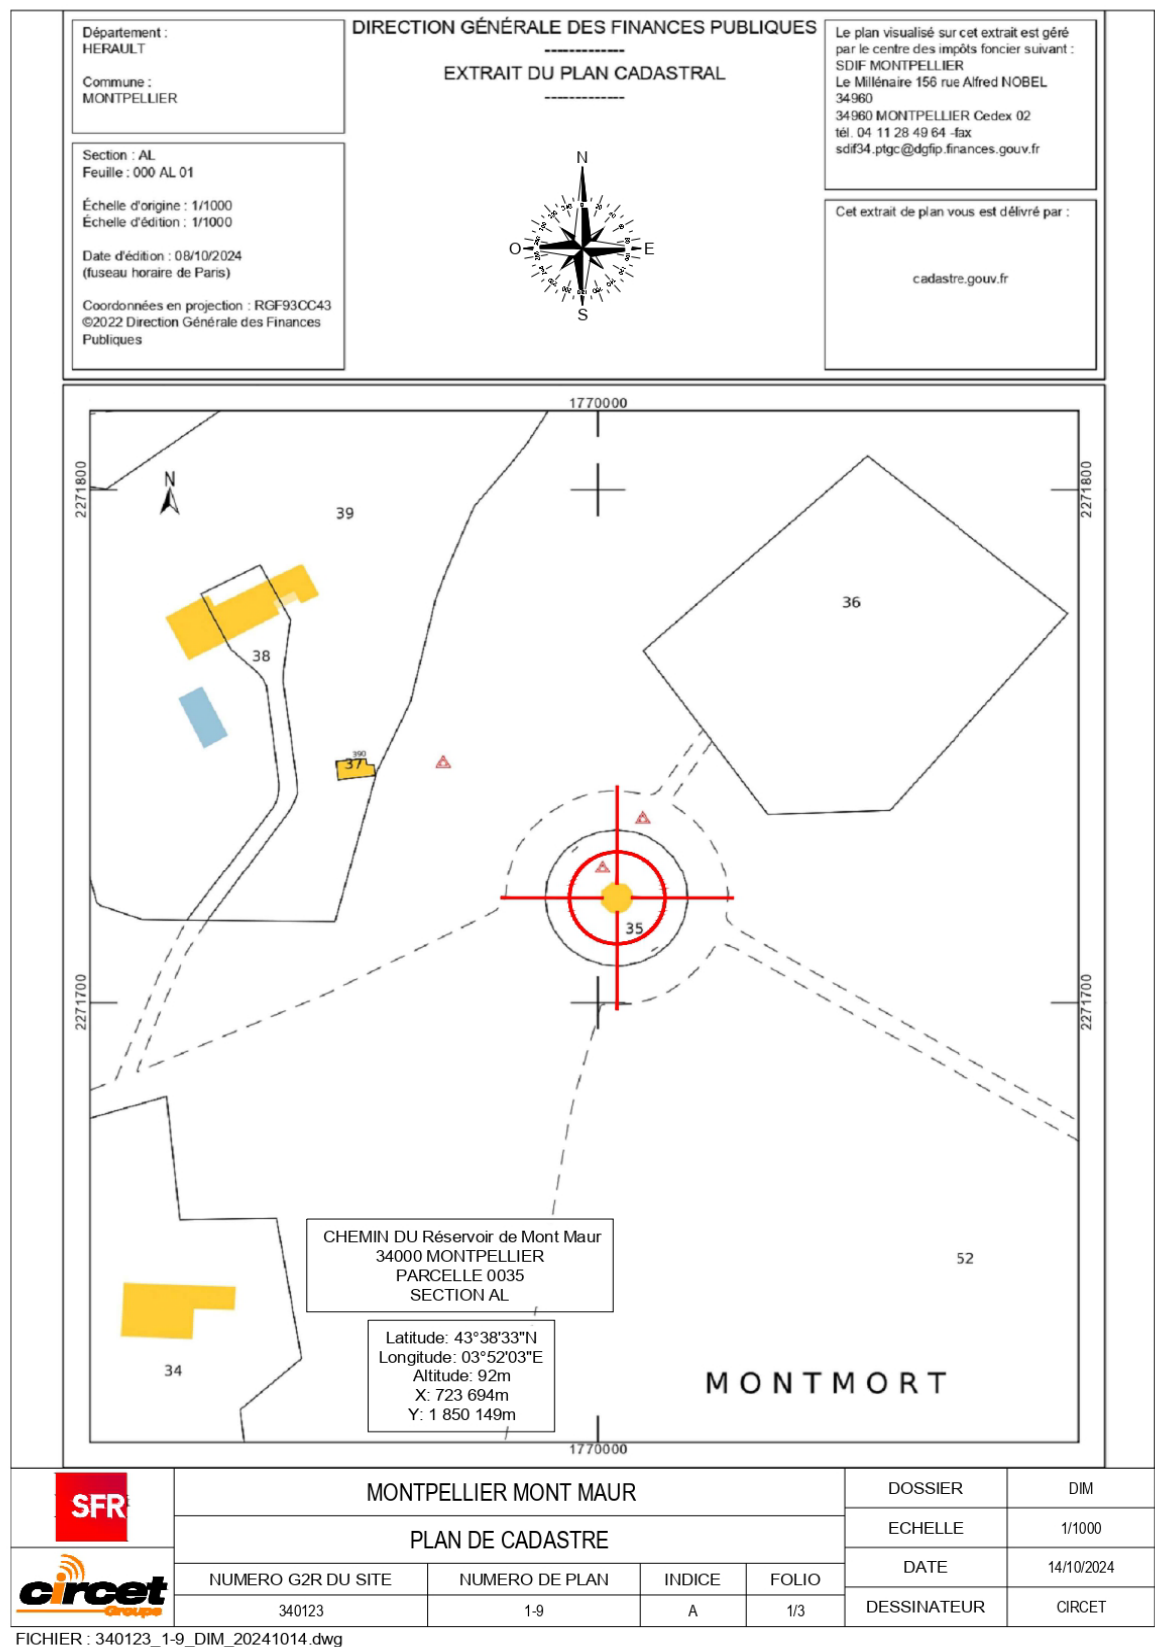 Département :
HERAULT
Commune :
MONTPELLIER
Section : AL
Feuille : 000 AL 01
Échelle d'origine : 1/1000
Échelle d'édition : 1/1000
Date d'édition : 08/10/2024
(fuseau horaire de Paris)
Coordonnées en projection : RGF93CC43
©2022 Direction Générale des Finances
Publiques
DIRECTION GÉNÉRALE DES FINANCES PUBLIQUES
-------------
EXTRAIT DU PLAN CADASTRAL
-------------
N
O
E
S
Le plan visualisé sur cet extrait est géré
par le centre des impôts foncier suivant :
SDIF MONTPELLIER
Le Millénaire 156 rue Alfred NOBEL
34960
34960 MONTPELLIER Cedex 02
tél. 04 11 28 49 64 -fax
sdif34.ptgc@dgfip.finances.gouv.fr
Cet extrait de plan vous est délivré par :
cadastre.gouv.fr
1770000
2271800
2271800
N
39
36
38
390
37
35
2271700
2271700
52
34
CHEMIN DU Réservoir de Mont Maur
34000 MONTPELLIER
PARCELLE 0035
SECTION AL
Latitude: 43°38'33"N
Longitude: 03°52'03"E
Altitude: 92m
X: 723 694m
Y: 1 850 149m
MONTMORT
1770000
SFR
circet
Groupe
MONTPELLIER MONT MAUR
PLAN DE CADASTRE
NUMERO G2R DU SITE
NUMERO DE PLAN
INDICE
FOLIO
340123
1-9
A
1/3
DOSSIER
DIM
ECHELLE
1/1000
DATE
14/10/2024
DESSINATEUR
CIRCET
FICHIER : 340123_1-9_DIM_20241014.dwg